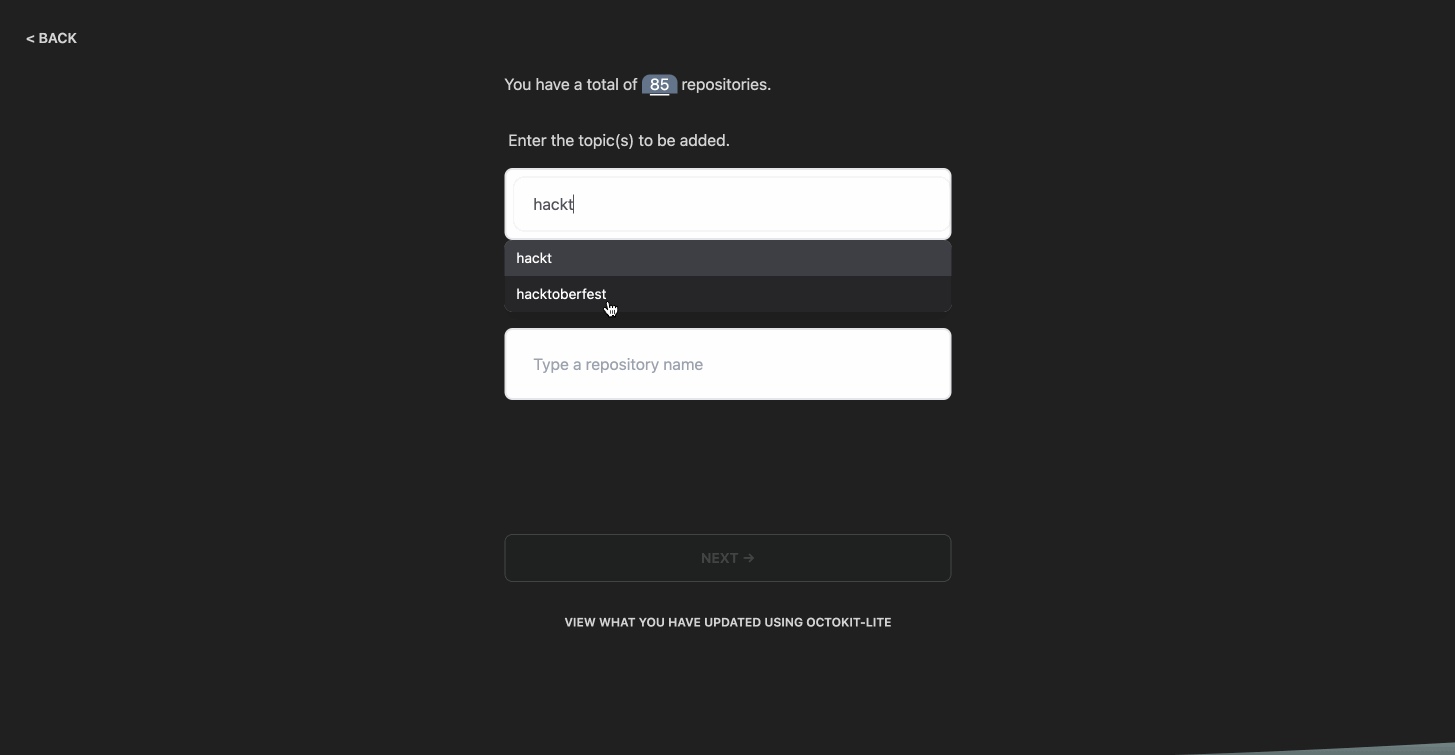 < BACK
You have a total of 85 repositories.
Enter the topic(s) to be added.
hackt
hackt
hacktoberfest
Type a repository name
NEXT →
VIEW WHAT YOU HAVE UPDATED USING OCTOKIT-LITE